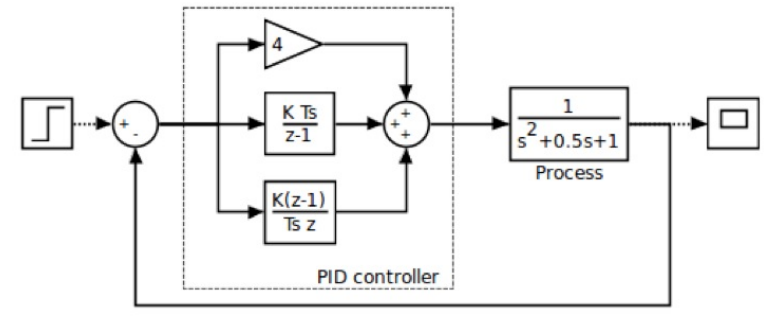 4
+
-
K Ts
z-1
+
+
+
1
s²+0.5s+1
Process
K(z-1)
Ts z
PID controller